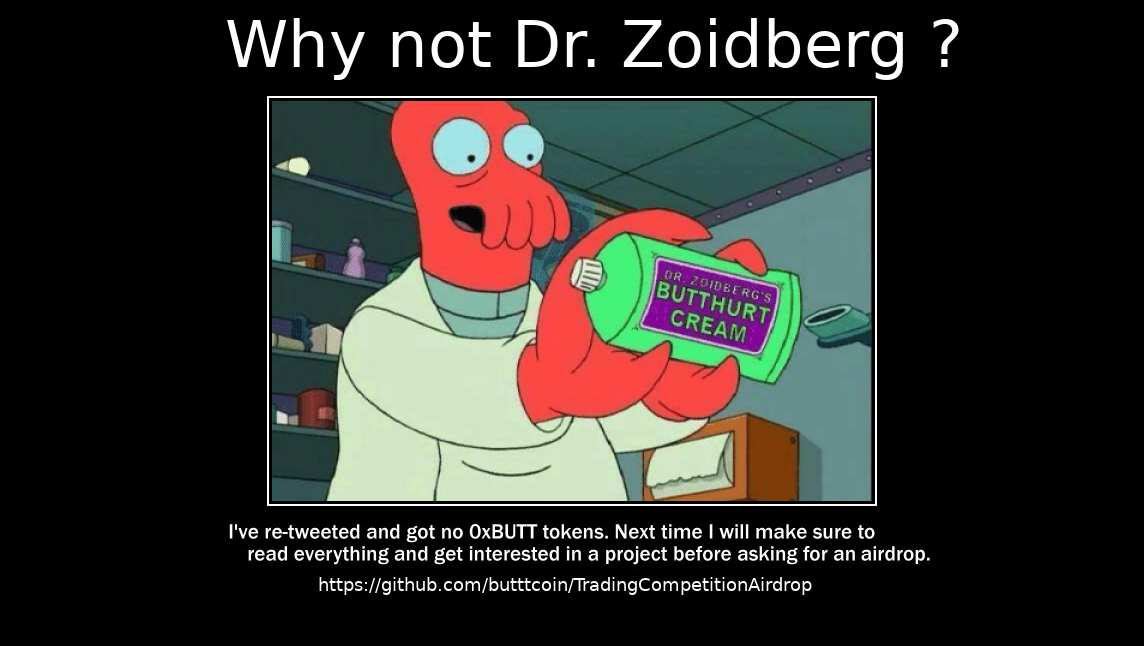 Why not Dr. Zoidberg ?
DR. ZOIDBERG'S
BUTTHURT
CREAM
I've re-tweeted and got no 0xBUTT tokens. Next time I will make sure to
read everything and get interested in a project before asking for an airdrop.
https://github.com/butttcoin/TradingCompetitionAirdrop